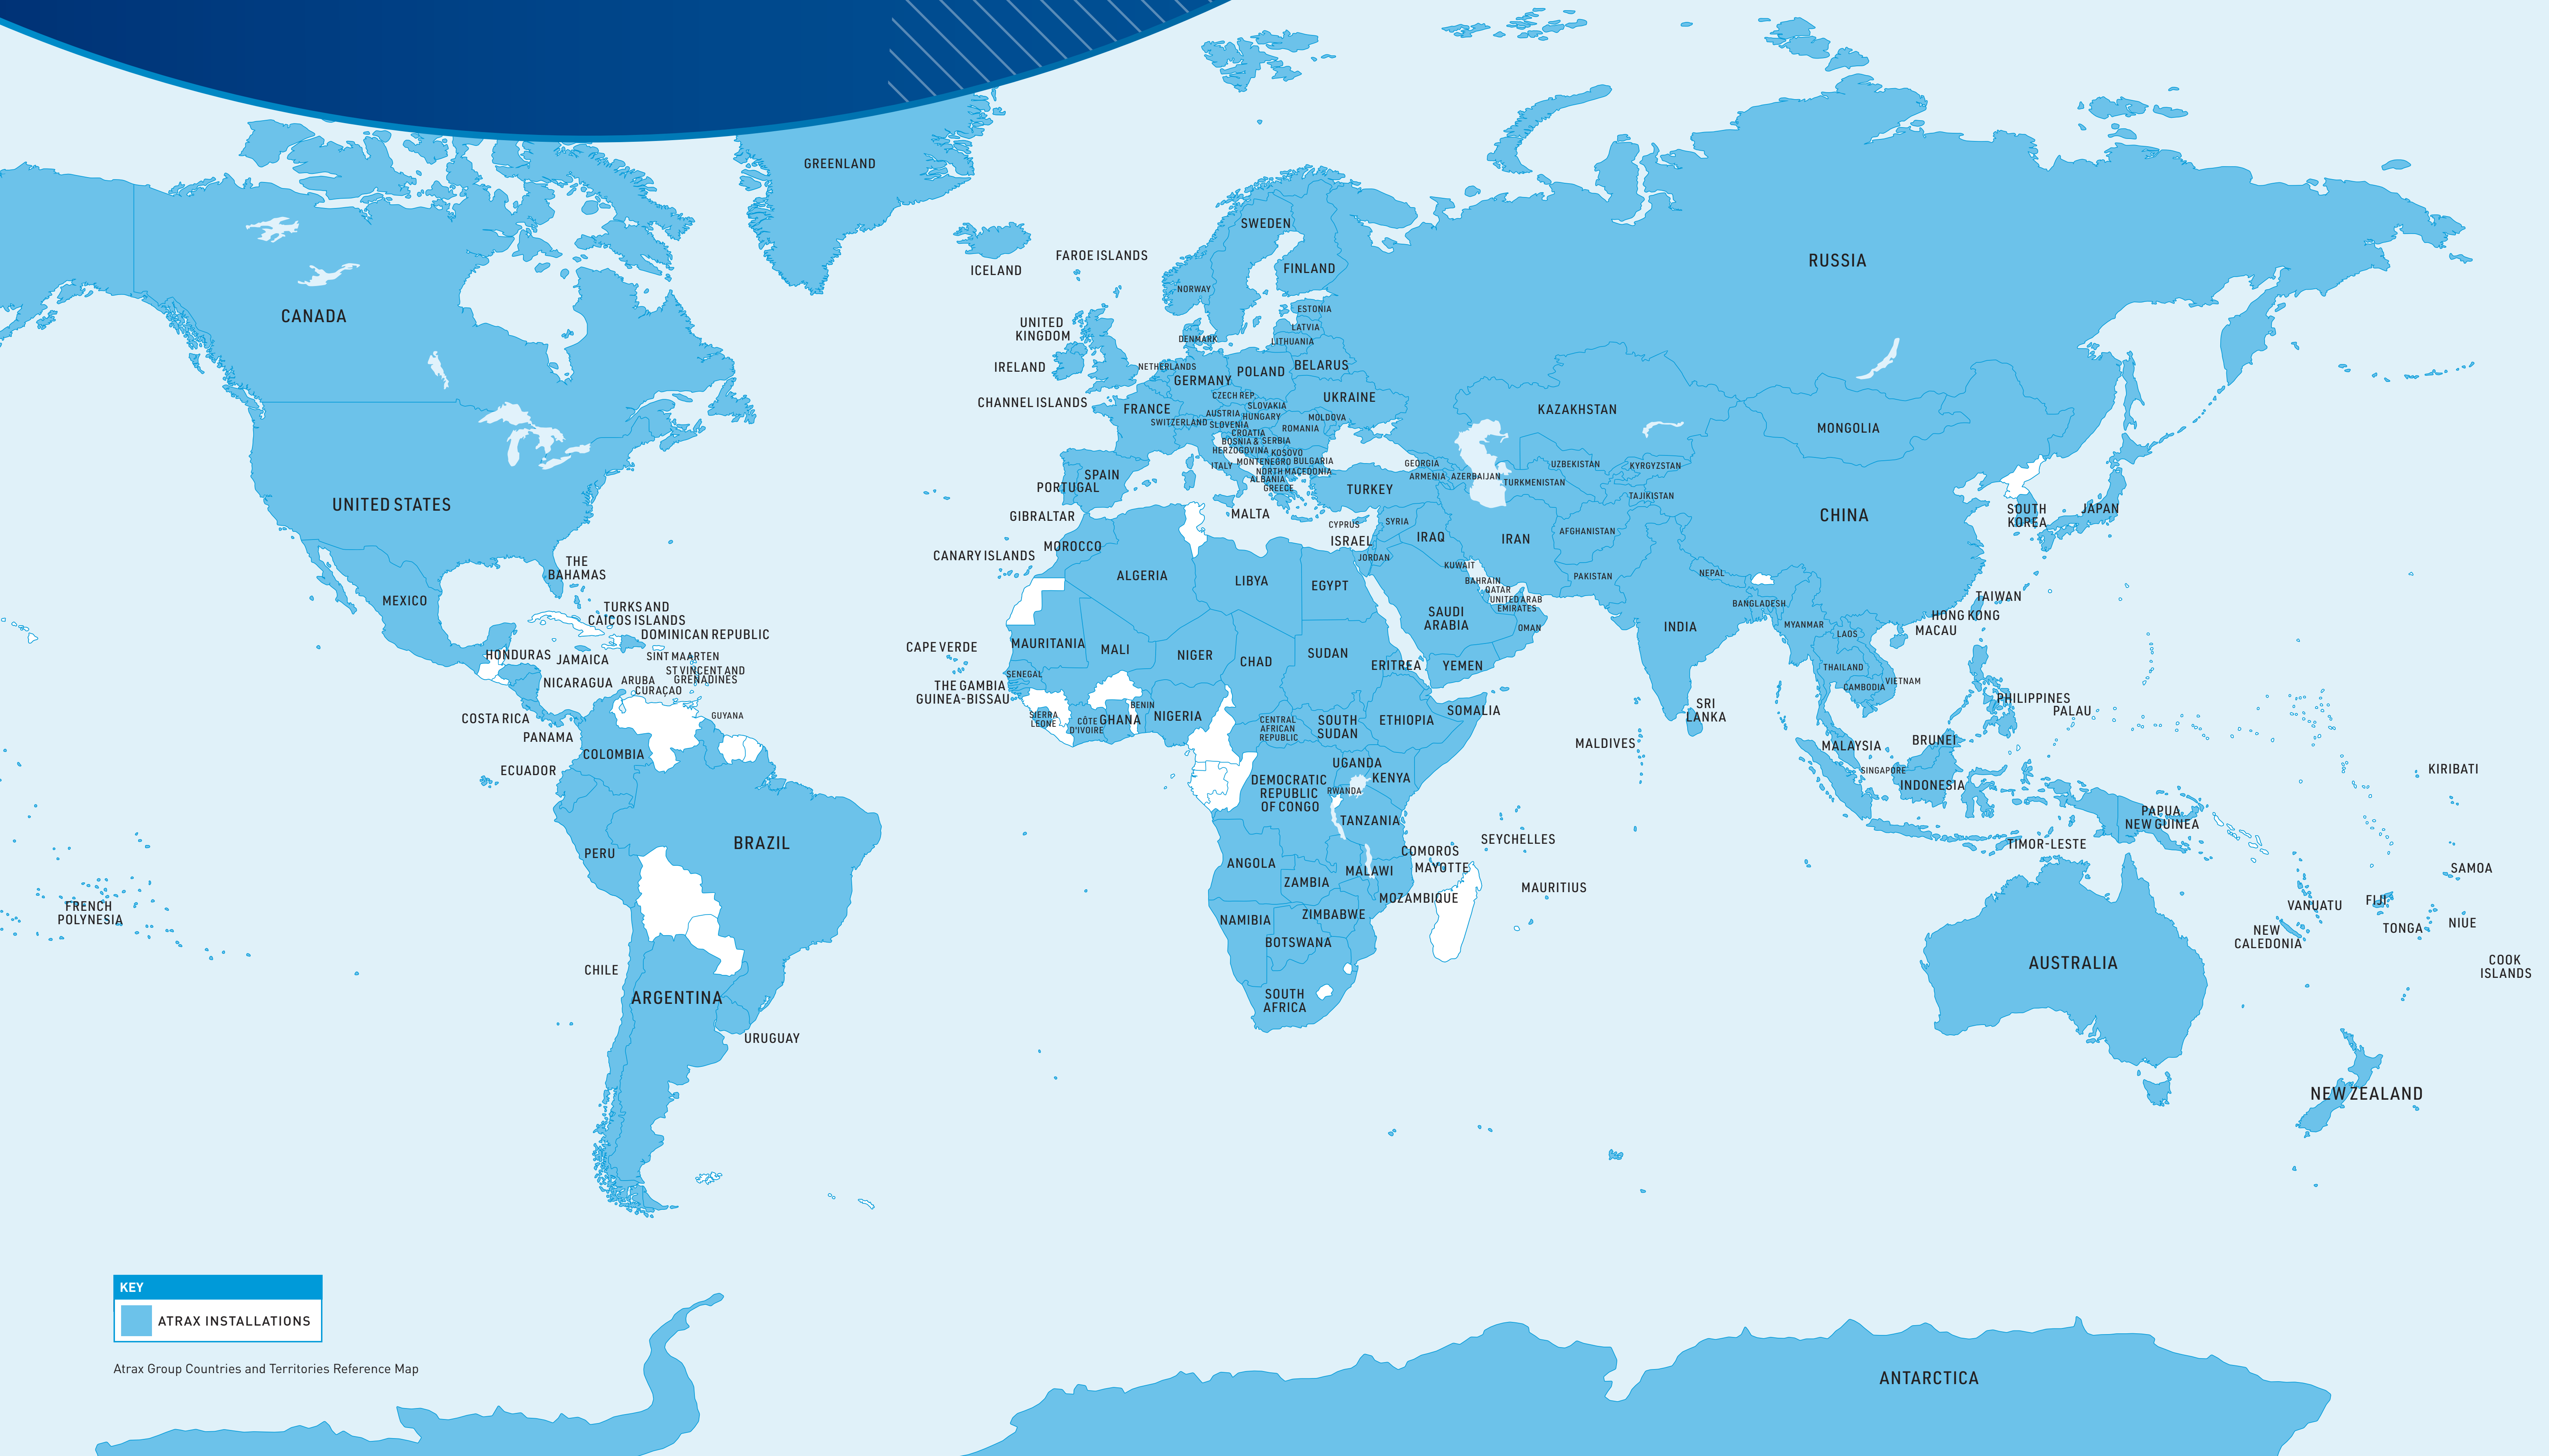 GREENLAND
ICELAND
FAROE ISLANDS
SWEDEN
FINLAND
NORWAY
RUSSIA
CANADA
UNITED
KINGDOM
IRELAND
CHANNEL ISLANDS
ESTONIA
LATVIA
LITHUANIA
DENMARK
NETHERLANDS
GERMANY
POLAND
BELARUS
CZECH REP.
SLOVAKIA
UKRAINE
FRANCE
AUSTRIA
HUNGARY
MOLDOVA
SWITZERLAND
SLOVENIA
ROMANIA
CROATIA
BOSNIA &
HERZOGOVINA
SERBIA
KOSOVO
ITALY
MONTENEGRO
BULGARIA
NORTH MACEDONIA
ALBANIA
GREECE
SPAIN
PORTUGAL
GIBRALTAR
MALTA
TURKEY
GEORGIA
ARMENIA
AZERBAIJAN
KAZAKHSTAN
UZBEKISTAN
KYRGYZSTAN
TURKMENISTAN
TAJIKISTAN
MONGOLIA
CHINA
SOUTH
KOREA
JAPAN
UNITED STATES
THE
BAHAMAS
MEXICO
TURKS AND
CAICOS ISLANDS
DOMINICAN REPUBLIC
HONDURAS
JAMAICA
SINT MAARTEN
ST VINCENT AND
GRENADINES
NICARAGUA
ARUBA
CURAÇAO
COSTA RICA
PANAMA
GUYANA
COLOMBIA
ECUADOR
BRAZIL
PERU
CHILE
ARGENTINA
URUGUAY
FRENCH
POLYNESIA
CANARY ISLANDS
MOROCCO
ALGERIA
LIBYA
EGYPT
CYPRUS
SYRIA
ISRAEL
JORDAN
IRAQ
IRAN
KUWAIT
BAHRAIN
QATAR
UNITED ARAB
EMIRATES
SAUDI
ARABIA
OMAN
YEMEN
AFGHANISTAN
PAKISTAN
NEPAL
BANGLADESH
INDIA
MYANMAR
LAOS
THAILAND
CAMBODIA
VIETNAM
TAIWAN
HONG KONG
MACAU
CAPE VERDE
MAURITANIA
MALI
NIGER
CHAD
SUDAN
ERITREA
SENEGAL
THE GAMBIA
GUINEA-BISSAU
SIERRA
LEONE
CÔTE
D'IVOIRE
GHANA
BENIN
NIGERIA
CENTRAL
AFRICAN
REPUBLIC
SOUTH
SUDAN
ETHIOPIA
SOMALIA
UGANDA
KENYA
DEMOCRATIC
REPUBLIC
OF CONGO
RWANDA
TANZANIA
ANGOLA
ZAMBIA
MALAWI
COMOROS
MAYOTTE
MOZAMBIQUE
SEYCHELLES
MAURITIUS
NAMIBIA
ZIMBABWE
BOTSWANA
SOUTH
AFRICA
SRI
LANKA
MALDIVES
PHILIPPINES
PALAU
MALAYSIA
BRUNEI
SINGAPORE
INDONESIA
PAPUA
NEW GUINEA
TIMOR-LESTE
KIRIBATI
SAMOA
VANUATU
FIJI
NEW
CALEDONIA
TONGA
NIUE
COOK
ISLANDS
AUSTRALIA
NEW ZEALAND
ANTARCTICA
KEY
ATRAX INSTALLATIONS
Atrax Group Countries and Territories Reference Map